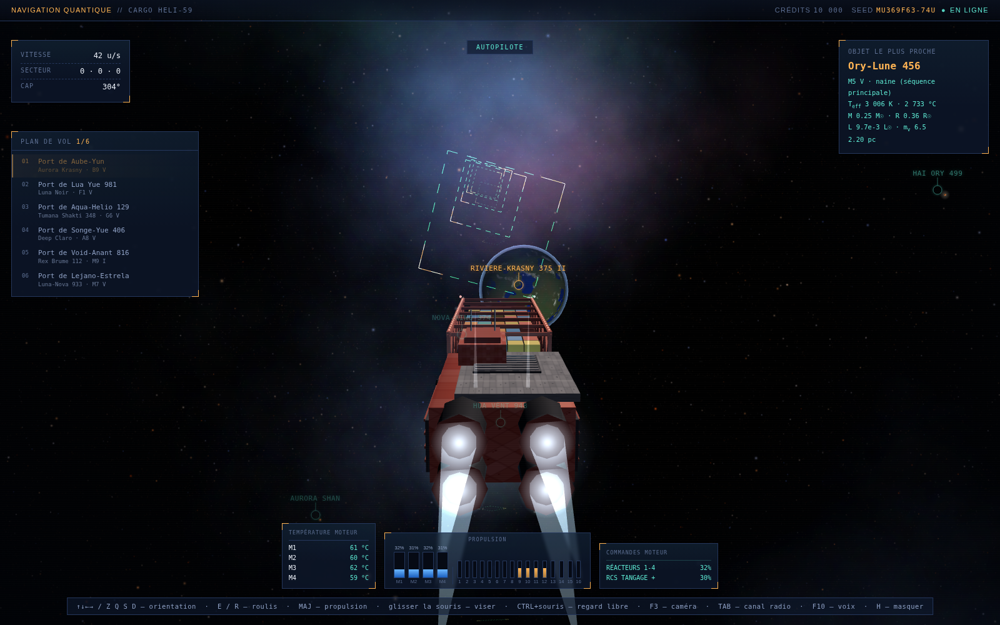 NAVIGATION QUANTIQUE // CARGO HELI-59
CRÉDITS 10 000 SEED MU369F63-74U ● EN LIGNE
VITESSE 42 u/s
SECTEUR 0 · 0 · 0
CAP 304°
AUTOPILOTE
OBJET LE PLUS PROCHE
Ory-Lune 456
M5 V · naine (séquence
principale)
Teff 3 006 K · 2 733 °C
M 0.25 M☉ · R 0.36 R☉
L 9.7e-3 L☉ · mv 6.5
2.20 pc
PLAN DE VOL 1/6
01 Port de Aube-Yun
Aurora Krasny · B9 V
02 Port de Lua Yue 981
Luna Noir · F1 V
03 Port de Aqua-Helio 129
Tumana Shakti 348 · G6 V
04 Port de Songe-Yue 406
Deep Claro · A8 V
05 Port de Void-Anant 816
Rex Brume 112 · M9 I
06 Port de Lejano-Estrela
Luna-Nova 933 · M7 V
HAI ORY 499
RIVIERE-KRASNY 375 II
NOVA
HUA VENT 943
AURORA SHAN
TEMPÉRATURE MOTEUR
M1 61 °C
M2 60 °C
M3 62 °C
M4 59 °C
PROPULSION
32% 31% 32% 31%
M1 M2 M3 M4 1 2 3 4 5 6 7 8 9 10 11 12 13 14 15 16
COMMANDES MOTEUR
RÉACTEURS 1-4 32%
RCS TANGAGE + 30%
↑↓←→ / Z Q S D — orientation · E / R — roulis · MAJ — propulsion · glisser la souris — viser · CTRL+souris — regard libre · F3 — caméra · TAB — canal radio · F10 — voix · H — masquer